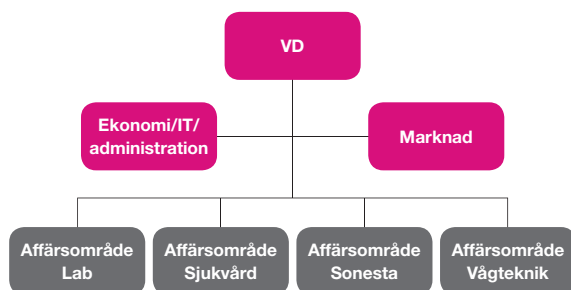 VD
Ekonomi/IT/
administration
Marknad
Affärsområde
Lab
Affärsområde
Sjukvård
Affärsområde
Sonesta
Affärsområde
Vågteknik